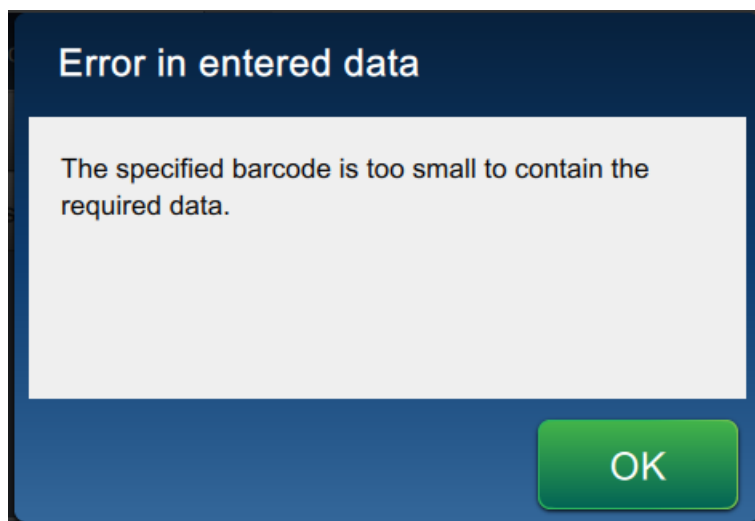 Error in entered data
The specified barcode is too small to contain the
required data.
OK